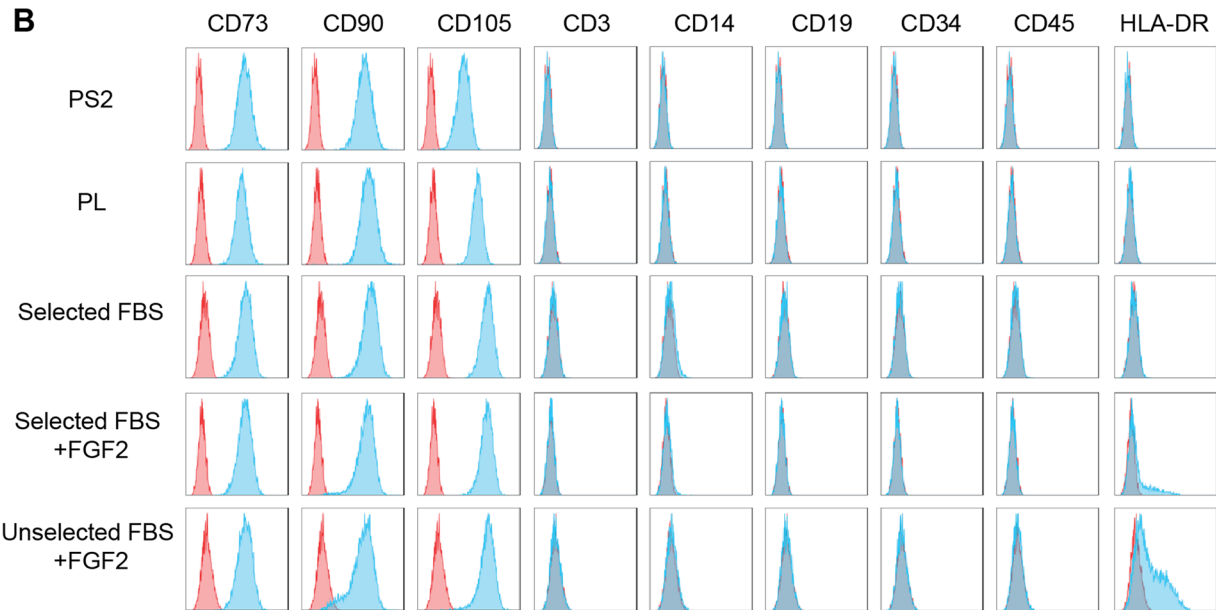 B
CD73 CD90 CD105 CD3 CD14 CD19 CD34 CD45 HLA-DR
PS2
PL
Selected FBS
Selected FBS
+FGF2
Unselected FBS
+FGF2